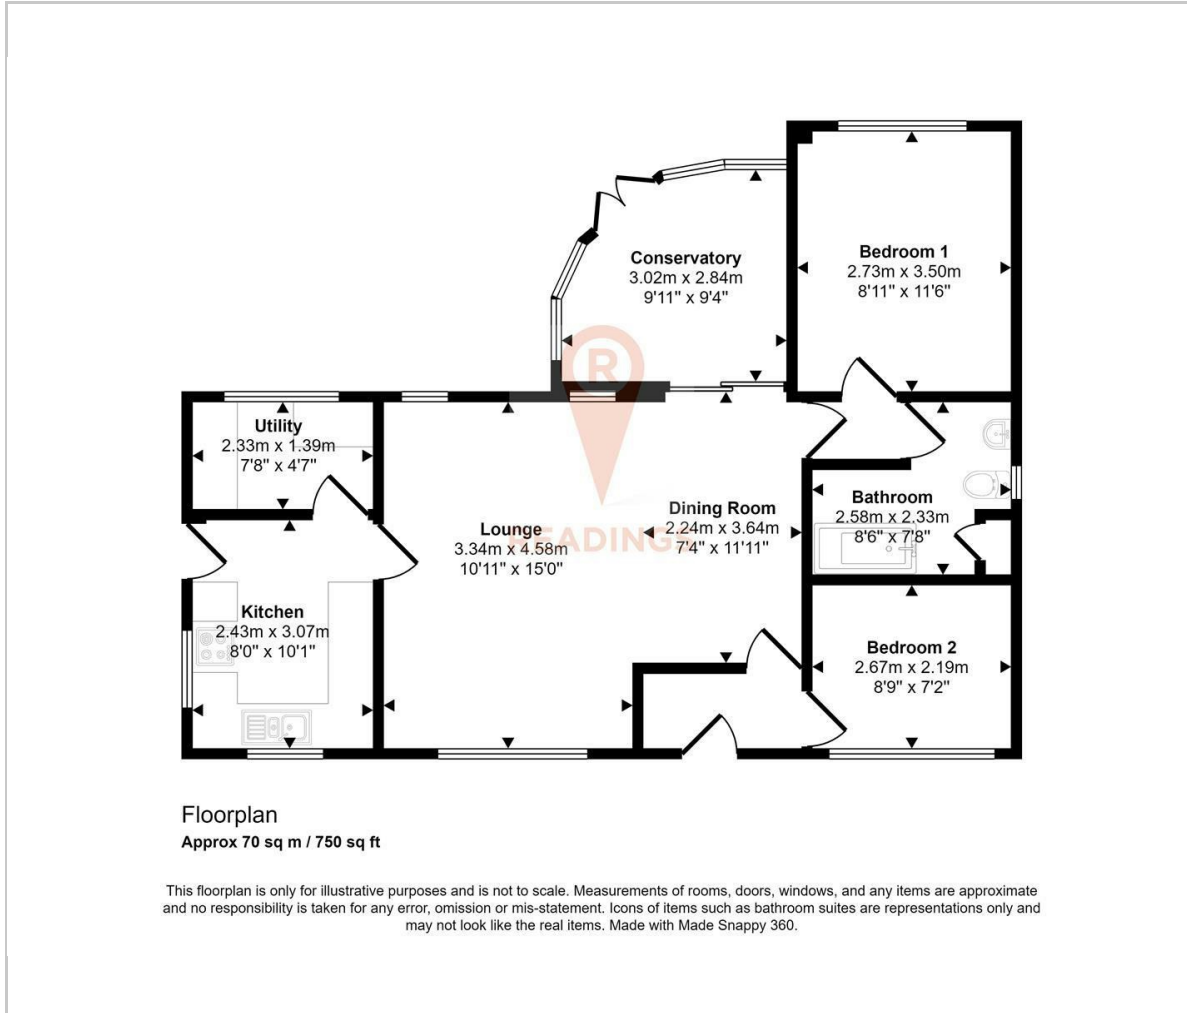 Conservatory
3.02m x 2.84m
9'11" x 9'4"
Bedroom 1
2.73m x 3.50m
8'11" x 11'6"
Utility
2.33m x 1.39m
7'8" x 4'7"
Lounge
3.34m x 4.58m
10'11" x 15'0"
Dining Room
2.24m x 3.64m
7'4" x 11'11"
Bathroom
2.58m x 2.33m
8'6" x 7'8"
Kitchen
2.43m x 3.07m
8'0" x 10'1"
Bedroom 2
2.67m x 2.19m
8'9" x 7'2"
R
READINGS
Floorplan
Approx 70 sq m / 750 sq ft
This floorplan is only for illustrative purposes and is not to scale. Measurements of rooms, doors, windows, and any items are approximate
and no responsibility is taken for any error, omission or mis-statement. Icons of items such as bathroom suites are representations only and
may not look like the real items. Made with Made Snappy 360.